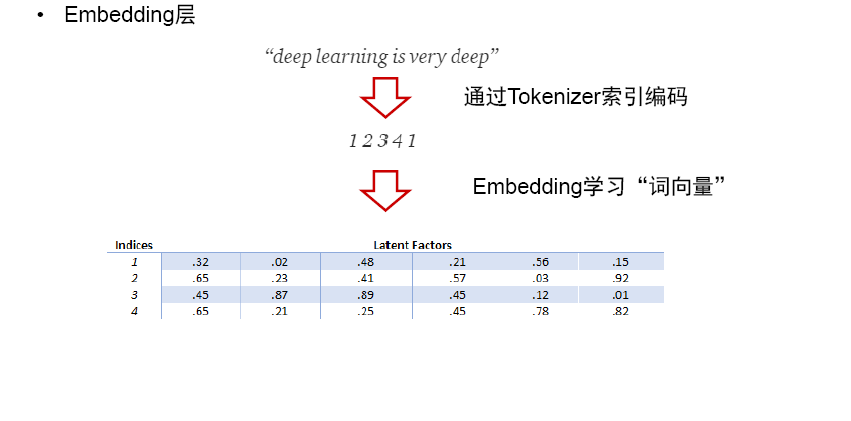 • Embedding层
“deep learning is very deep”
通过Tokenizer索引编码
1 2 3 4 1
Embedding学习“词向量”
Indices Latent Factors
1 .32 .02 .48 .21 .56 .15
2 .65 .23 .41 .57 .03 .92
3 .45 .87 .89 .45 .12 .01
4 .65 .21 .25 .45 .78 .82